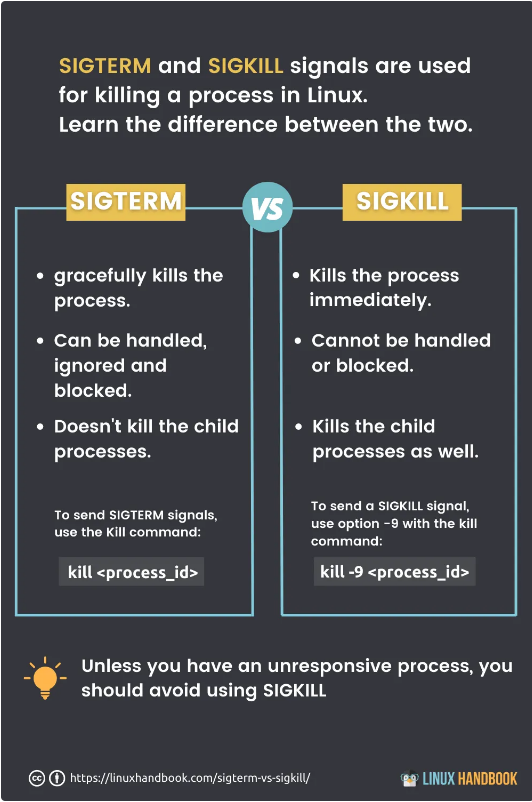 SIGTERM and SIGKILL signals are used
for killing a process in Linux.
Learn the difference between the two.
SIGTERM
VS
SIGKILL
• gracefully kills the
process.
• Can be handled,
ignored and
blocked.
• Doesn't kill the child
processes.
To send SIGTERM signals,
use the Kill command:
kill <process_id>
• Kills the process
immediately.
• Cannot be handled
or blocked.
• Kills the child
processes as well.
To send a SIGKILL signal,
use option -9 with the kill
command:
kill -9 <process_id>
Unless you have an unresponsive process, you
should avoid using SIGKILL
cc https://linuxhandbook.com/sigterm-vs-sigkill/
LINUX HANDBOOK